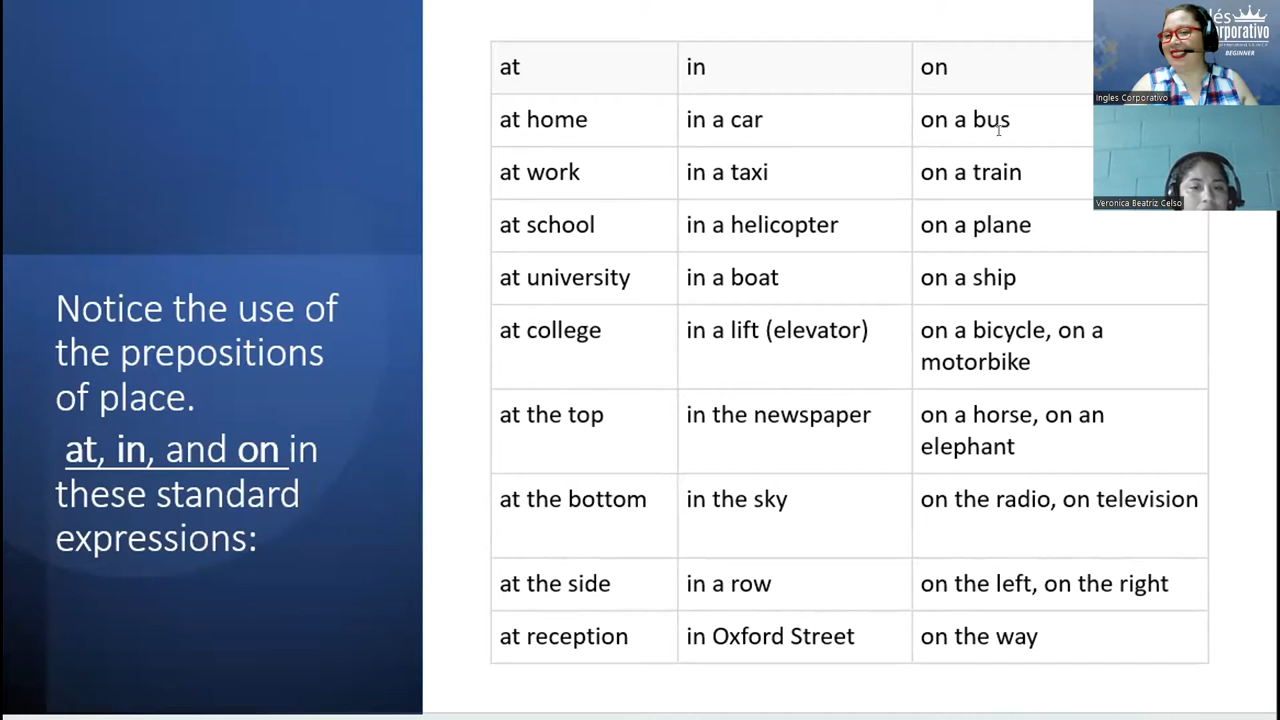 Notice the use of
the prepositions
of place.
at, in, and on in
these standard
expressions:
at in on
at home in a car on a bus
at work in a taxi on a train
at school in a helicopter on a plane
at university in a boat on a ship
at college in a lift (elevator) on a bicycle, on a
motorbike
at the top in the newspaper on a horse, on an
elephant
at the bottom in the sky on the radio, on television
at the side in a row on the left, on the right
at reception in Oxford Street on the way
BEGINNER
Ingles Corporativo
Veronica Beatriz Celso